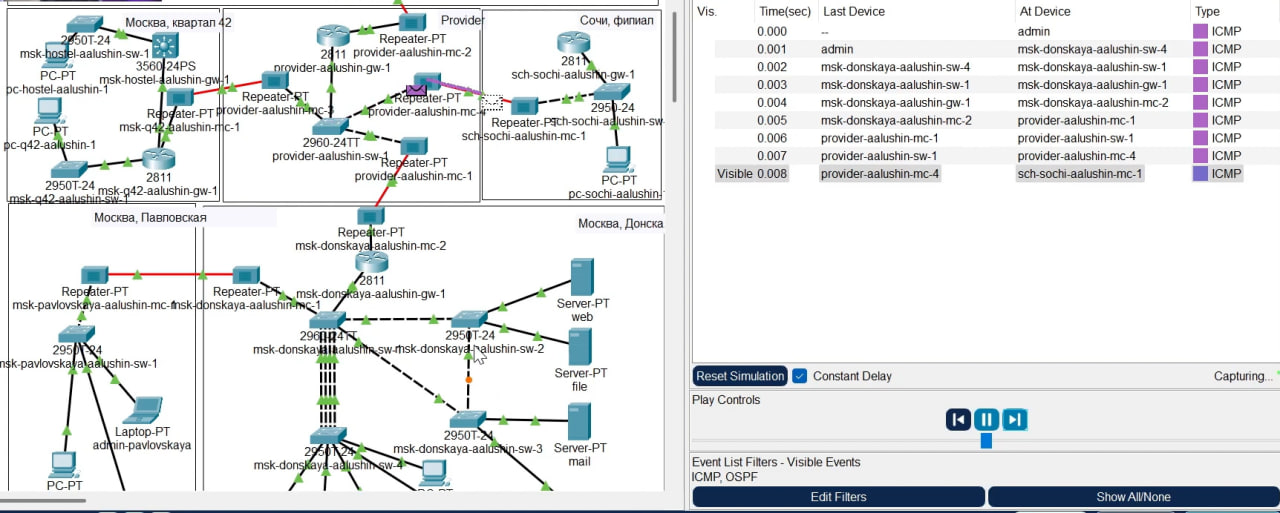 Москва, квартал 42
2950T-24
msk-hostel-aalushin-sw-1
PC-PT
pc-hostel-aalushin-1
3560-24PS
msk-hostel-aalushin-gw-1
PC-PT
pc-q42-aalushin-1
Repeater-PT
msk-q42-aalushin-mc-1
2950T-24
msk-q42-aalushin-sw-1
2811
msk-q42-aalushin-gw-1
Provider
2811
provider-aalushin-gw-1
Repeater-PT
provider-aalushin-mc-2
Repeater-PT
provider-aalushin-mc-3
Repeater-PT
provider-aalushin-mc-4
2960-24TT
provider-aalushin-sw-1
Repeater-PT
provider-aalushin-mc-1
Сочи, филиал
2811
sch-sochi-aalushin-gw-1
Repeater-PT
sch-sochi-aalushin-mc-1
2950-24
sch-sochi-aalushin-sw-
PC-PT
pc-sochi-aalushin-
Москва, Павловская
Repeater-PT
msk-pavlovskaya-aalushin-mc-1
2950T-24
msk-pavlovskaya-aalushin-sw-1
Laptop-PT
admin-pavlovskaya
PC-PT
Москва, Донска
Repeater-PT
msk-donskaya-aalushin-mc-2
2811
msk-donskaya-aalushin-gw-1
Repeater-PT
msk-donskaya-aalushin-mc-1
2960-24TT
msk-donskaya-aalushin-sw-1
2950T-24
msk-donskaya-aalushin-sw-2
Server-PT
web
Server-PT
file
2950T-24
msk-donskaya-aalushin-sw-3
Server-PT
mail
2950T-24
msk-donskaya-aalushin-sw-4
PC-PT
Vis. Time(sec) Last Device At Device Type
0.000 -- admin ICMP
0.001 admin msk-donskaya-aalushin-sw-4 ICMP
0.002 msk-donskaya-aalushin-sw-4 msk-donskaya-aalushin-sw-1 ICMP
0.003 msk-donskaya-aalushin-sw-1 msk-donskaya-aalushin-gw-1 ICMP
0.004 msk-donskaya-aalushin-gw-1 msk-donskaya-aalushin-mc-2 ICMP
0.005 msk-donskaya-aalushin-mc-2 provider-aalushin-mc-1 ICMP
0.006 provider-aalushin-mc-1 provider-aalushin-sw-1 ICMP
0.007 provider-aalushin-sw-1 provider-aalushin-mc-4 ICMP
Visible 0.008 provider-aalushin-mc-4 sch-sochi-aalushin-mc-1 ICMP
Reset Simulation Constant Delay Capturing...
Play Controls
Event List Filters - Visible Events
ICMP, OSPF
Edit Filters Show All/None